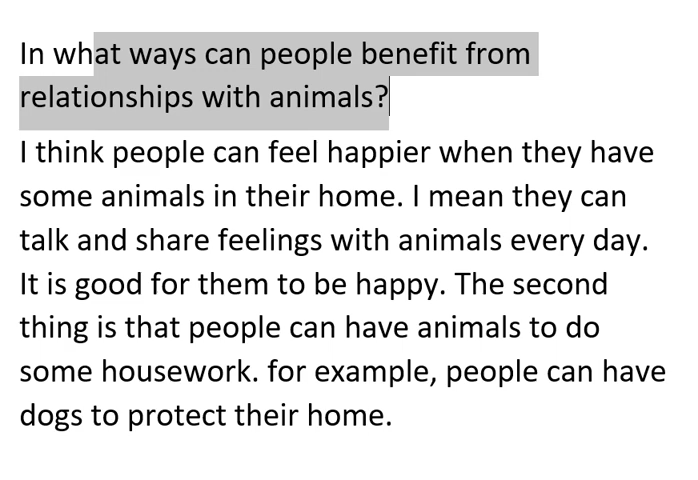 In what ways can people benefit from
relationships with animals?
I think people can feel happier when they have
some animals in their home. I mean they can
talk and share feelings with animals every day.
It is good for them to be happy. The second
thing is that people can have animals to do
some housework. for example, people can have
dogs to protect their home.